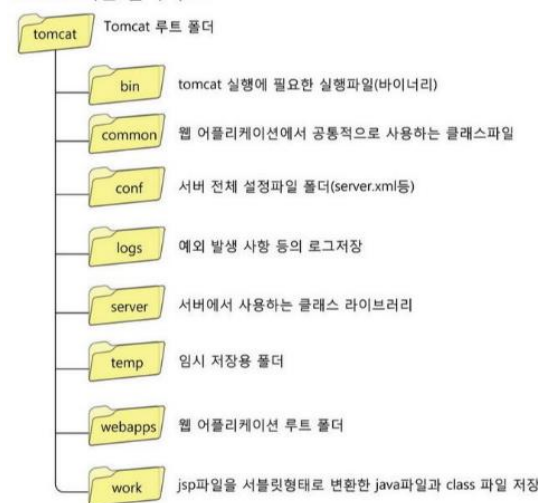 tomcat Tomcat 루트 폴더
bin tomcat 실행에 필요한 실행파일(바이너리)
common 웹 어플리케이션에서 공통적으로 사용하는 클래스파일
conf 서버 전체 설정파일 폴더(server.xml등)
logs 예외 발생 사항 등의 로그저장
server 서버에서 사용하는 클래스 라이브러리
temp 임시 저장용 폴더
webapps 웹 어플리케이션 루트 폴더
work jsp파일을 서블릿형태로 변환한 java파일과 class 파일 저장